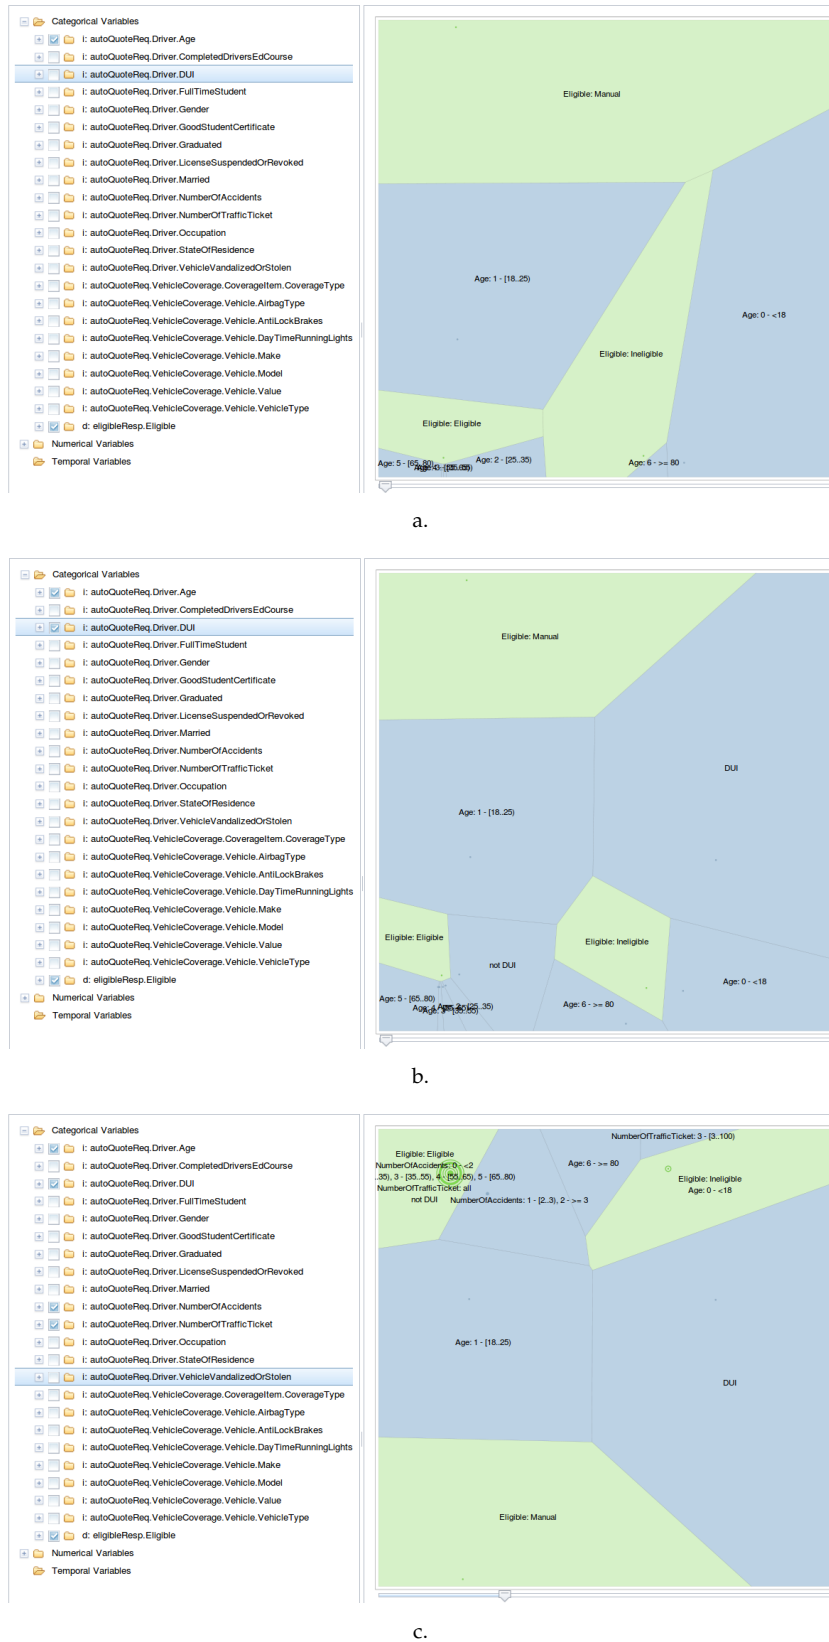 Categorical Variables
i: autoQuoteReq.Driver.Age
i: autoQuoteReq.Driver.CompletedDriversEdCourse
i: autoQuoteReq.Driver.DUI
i: autoQuoteReq.Driver.FullTimeStudent
i: autoQuoteReq.Driver.Gender
i: autoQuoteReq.Driver.GoodStudentCertificate
i: autoQuoteReq.Driver.Graduated
i: autoQuoteReq.Driver.LicenseSuspendedOrRevoked
i: autoQuoteReq.Driver.Married
i: autoQuoteReq.Driver.NumberOfAccidents
i: autoQuoteReq.Driver.NumberOfTrafficTicket
i: autoQuoteReq.Driver.Occupation
i: autoQuoteReq.Driver.StateOfResidence
i: autoQuoteReq.Driver.VehicleVandalizedOrStolen
i: autoQuoteReq.VehicleCoverage.CoverageItem.CoverageType
i: autoQuoteReq.VehicleCoverage.Vehicle.AirbagType
i: autoQuoteReq.VehicleCoverage.Vehicle.AntiLockBrakes
i: autoQuoteReq.VehicleCoverage.Vehicle.DayTimeRunningLights
i: autoQuoteReq.VehicleCoverage.Vehicle.Make
i: autoQuoteReq.VehicleCoverage.Vehicle.Model
i: autoQuoteReq.VehicleCoverage.Vehicle.Value
i: autoQuoteReq.VehicleCoverage.Vehicle.VehicleType
d: eligibleResp.Eligible
Numerical Variables
Temporal Variables
Eligible: Manual
Age: 1 - [18..25)
Age: 0 - <18
Eligible: Ineligible
Eligible: Eligible
Age: 5 - [65..80)
Age: 2 - [25..35)
Age: 6 - >= 80
a.
Categorical Variables
i: autoQuoteReq.Driver.Age
i: autoQuoteReq.Driver.CompletedDriversEdCourse
i: autoQuoteReq.Driver.DUI
i: autoQuoteReq.Driver.FullTimeStudent
i: autoQuoteReq.Driver.Gender
i: autoQuoteReq.Driver.GoodStudentCertificate
i: autoQuoteReq.Driver.Graduated
i: autoQuoteReq.Driver.LicenseSuspendedOrRevoked
i: autoQuoteReq.Driver.Married
i: autoQuoteReq.Driver.NumberOfAccidents
i: autoQuoteReq.Driver.NumberOfTrafficTicket
i: autoQuoteReq.Driver.Occupation
i: autoQuoteReq.Driver.StateOfResidence
i: autoQuoteReq.Driver.VehicleVandalizedOrStolen
i: autoQuoteReq.VehicleCoverage.CoverageItem.CoverageType
i: autoQuoteReq.VehicleCoverage.Vehicle.AirbagType
i: autoQuoteReq.VehicleCoverage.Vehicle.AntiLockBrakes
i: autoQuoteReq.VehicleCoverage.Vehicle.DayTimeRunningLights
i: autoQuoteReq.VehicleCoverage.Vehicle.Make
i: autoQuoteReq.VehicleCoverage.Vehicle.Model
i: autoQuoteReq.VehicleCoverage.Vehicle.Value
i: autoQuoteReq.VehicleCoverage.Vehicle.VehicleType
d: eligibleResp.Eligible
Numerical Variables
Temporal Variables
Eligible: Manual
DUI
Age: 1 - [18..25)
Eligible: Eligible
Eligible: Ineligible
not DUI
Age: 0 - <18
Age: 5 - [65..80)
Age: 6 - >= 80
b.
Categorical Variables
i: autoQuoteReq.Driver.Age
i: autoQuoteReq.Driver.CompletedDriversEdCourse
i: autoQuoteReq.Driver.DUI
i: autoQuoteReq.Driver.FullTimeStudent
i: autoQuoteReq.Driver.Gender
i: autoQuoteReq.Driver.GoodStudentCertificate
i: autoQuoteReq.Driver.Graduated
i: autoQuoteReq.Driver.LicenseSuspendedOrRevoked
i: autoQuoteReq.Driver.Married
i: autoQuoteReq.Driver.NumberOfAccidents
i: autoQuoteReq.Driver.NumberOfTrafficTicket
i: autoQuoteReq.Driver.Occupation
i: autoQuoteReq.Driver.StateOfResidence
i: autoQuoteReq.Driver.VehicleVandalizedOrStolen
i: autoQuoteReq.VehicleCoverage.CoverageItem.CoverageType
i: autoQuoteReq.VehicleCoverage.Vehicle.AirbagType
i: autoQuoteReq.VehicleCoverage.Vehicle.AntiLockBrakes
i: autoQuoteReq.VehicleCoverage.Vehicle.DayTimeRunningLights
i: autoQuoteReq.VehicleCoverage.Vehicle.Make
i: autoQuoteReq.VehicleCoverage.Vehicle.Model
i: autoQuoteReq.VehicleCoverage.Vehicle.Value
i: autoQuoteReq.VehicleCoverage.Vehicle.VehicleType
d: eligibleResp.Eligible
Numerical Variables
Temporal Variables
NumberOfTrafficTicket: 3 - [3..100)
Eligible: Eligible
NumberOfAccidents: 0 - <2
..35), 3 - [35..55), 4 - [55..65), 5 - [65..80)
NumberOfTrafficTicket: all
not DUI
Age: 6 - >= 80
NumberOfAccidents: 1 - [2..3), 2 - >= 3
Eligible: Ineligible
Age: 0 - <18
Age: 1 - [18..25)
DUI
Eligible: Manual
c.